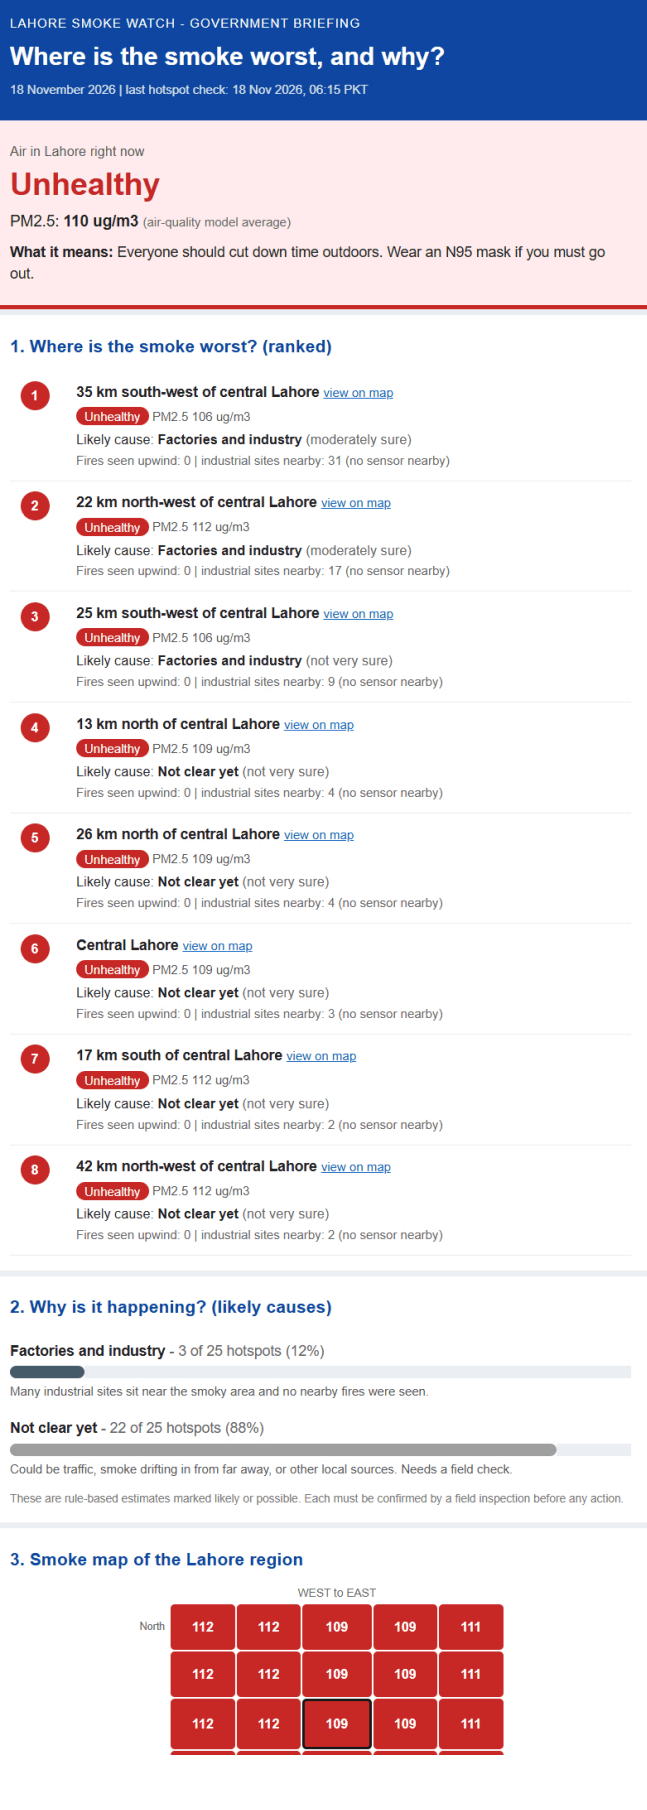 LAHORE SMOKE WATCH - GOVERNMENT BRIEFING
Where is the smoke worst, and why?
18 November 2026 | last hotspot check: 18 Nov 2026, 06:15 PKT
Air in Lahore right now
Unhealthy
PM2.5: 110 ug/m3 (air-quality model average)
What it means: Everyone should cut down time outdoors. Wear an N95 mask if you must go
out.
1. Where is the smoke worst? (ranked)
1
35 km south-west of central Lahore view on map
Unhealthy PM2.5 106 ug/m3
Likely cause: Factories and industry (moderately sure)
Fires seen upwind: 0 | industrial sites nearby: 31 (no sensor nearby)
2
22 km north-west of central Lahore view on map
Unhealthy PM2.5 112 ug/m3
Likely cause: Factories and industry (moderately sure)
Fires seen upwind: 0 | industrial sites nearby: 17 (no sensor nearby)
3
25 km south-west of central Lahore view on map
Unhealthy PM2.5 106 ug/m3
Likely cause: Factories and industry (not very sure)
Fires seen upwind: 0 | industrial sites nearby: 9 (no sensor nearby)
4
13 km north of central Lahore view on map
Unhealthy PM2.5 109 ug/m3
Likely cause: Not clear yet (not very sure)
Fires seen upwind: 0 | industrial sites nearby: 4 (no sensor nearby)
5
26 km north of central Lahore view on map
Unhealthy PM2.5 109 ug/m3
Likely cause: Not clear yet (not very sure)
Fires seen upwind: 0 | industrial sites nearby: 4 (no sensor nearby)
6
Central Lahore view on map
Unhealthy PM2.5 109 ug/m3
Likely cause: Not clear yet (not very sure)
Fires seen upwind: 0 | industrial sites nearby: 3 (no sensor nearby)
7
17 km south of central Lahore view on map
Unhealthy PM2.5 112 ug/m3
Likely cause: Not clear yet (not very sure)
Fires seen upwind: 0 | industrial sites nearby: 2 (no sensor nearby)
8
42 km north-west of central Lahore view on map
Unhealthy PM2.5 112 ug/m3
Likely cause: Not clear yet (not very sure)
Fires seen upwind: 0 | industrial sites nearby: 2 (no sensor nearby)
2. Why is it happening? (likely causes)
Factories and industry - 3 of 25 hotspots (12%)
Many industrial sites sit near the smoky area and no nearby fires were seen.
Not clear yet - 22 of 25 hotspots (88%)
Could be traffic, smoke drifting in from far away, or other local sources. Needs a field check.
These are rule-based estimates marked likely or possible. Each must be confirmed by a field inspection before any action.
3. Smoke map of the Lahore region
WEST to EAST
North 112 112 109 109 111
112 112 109 109 111
112 112 109 109 111